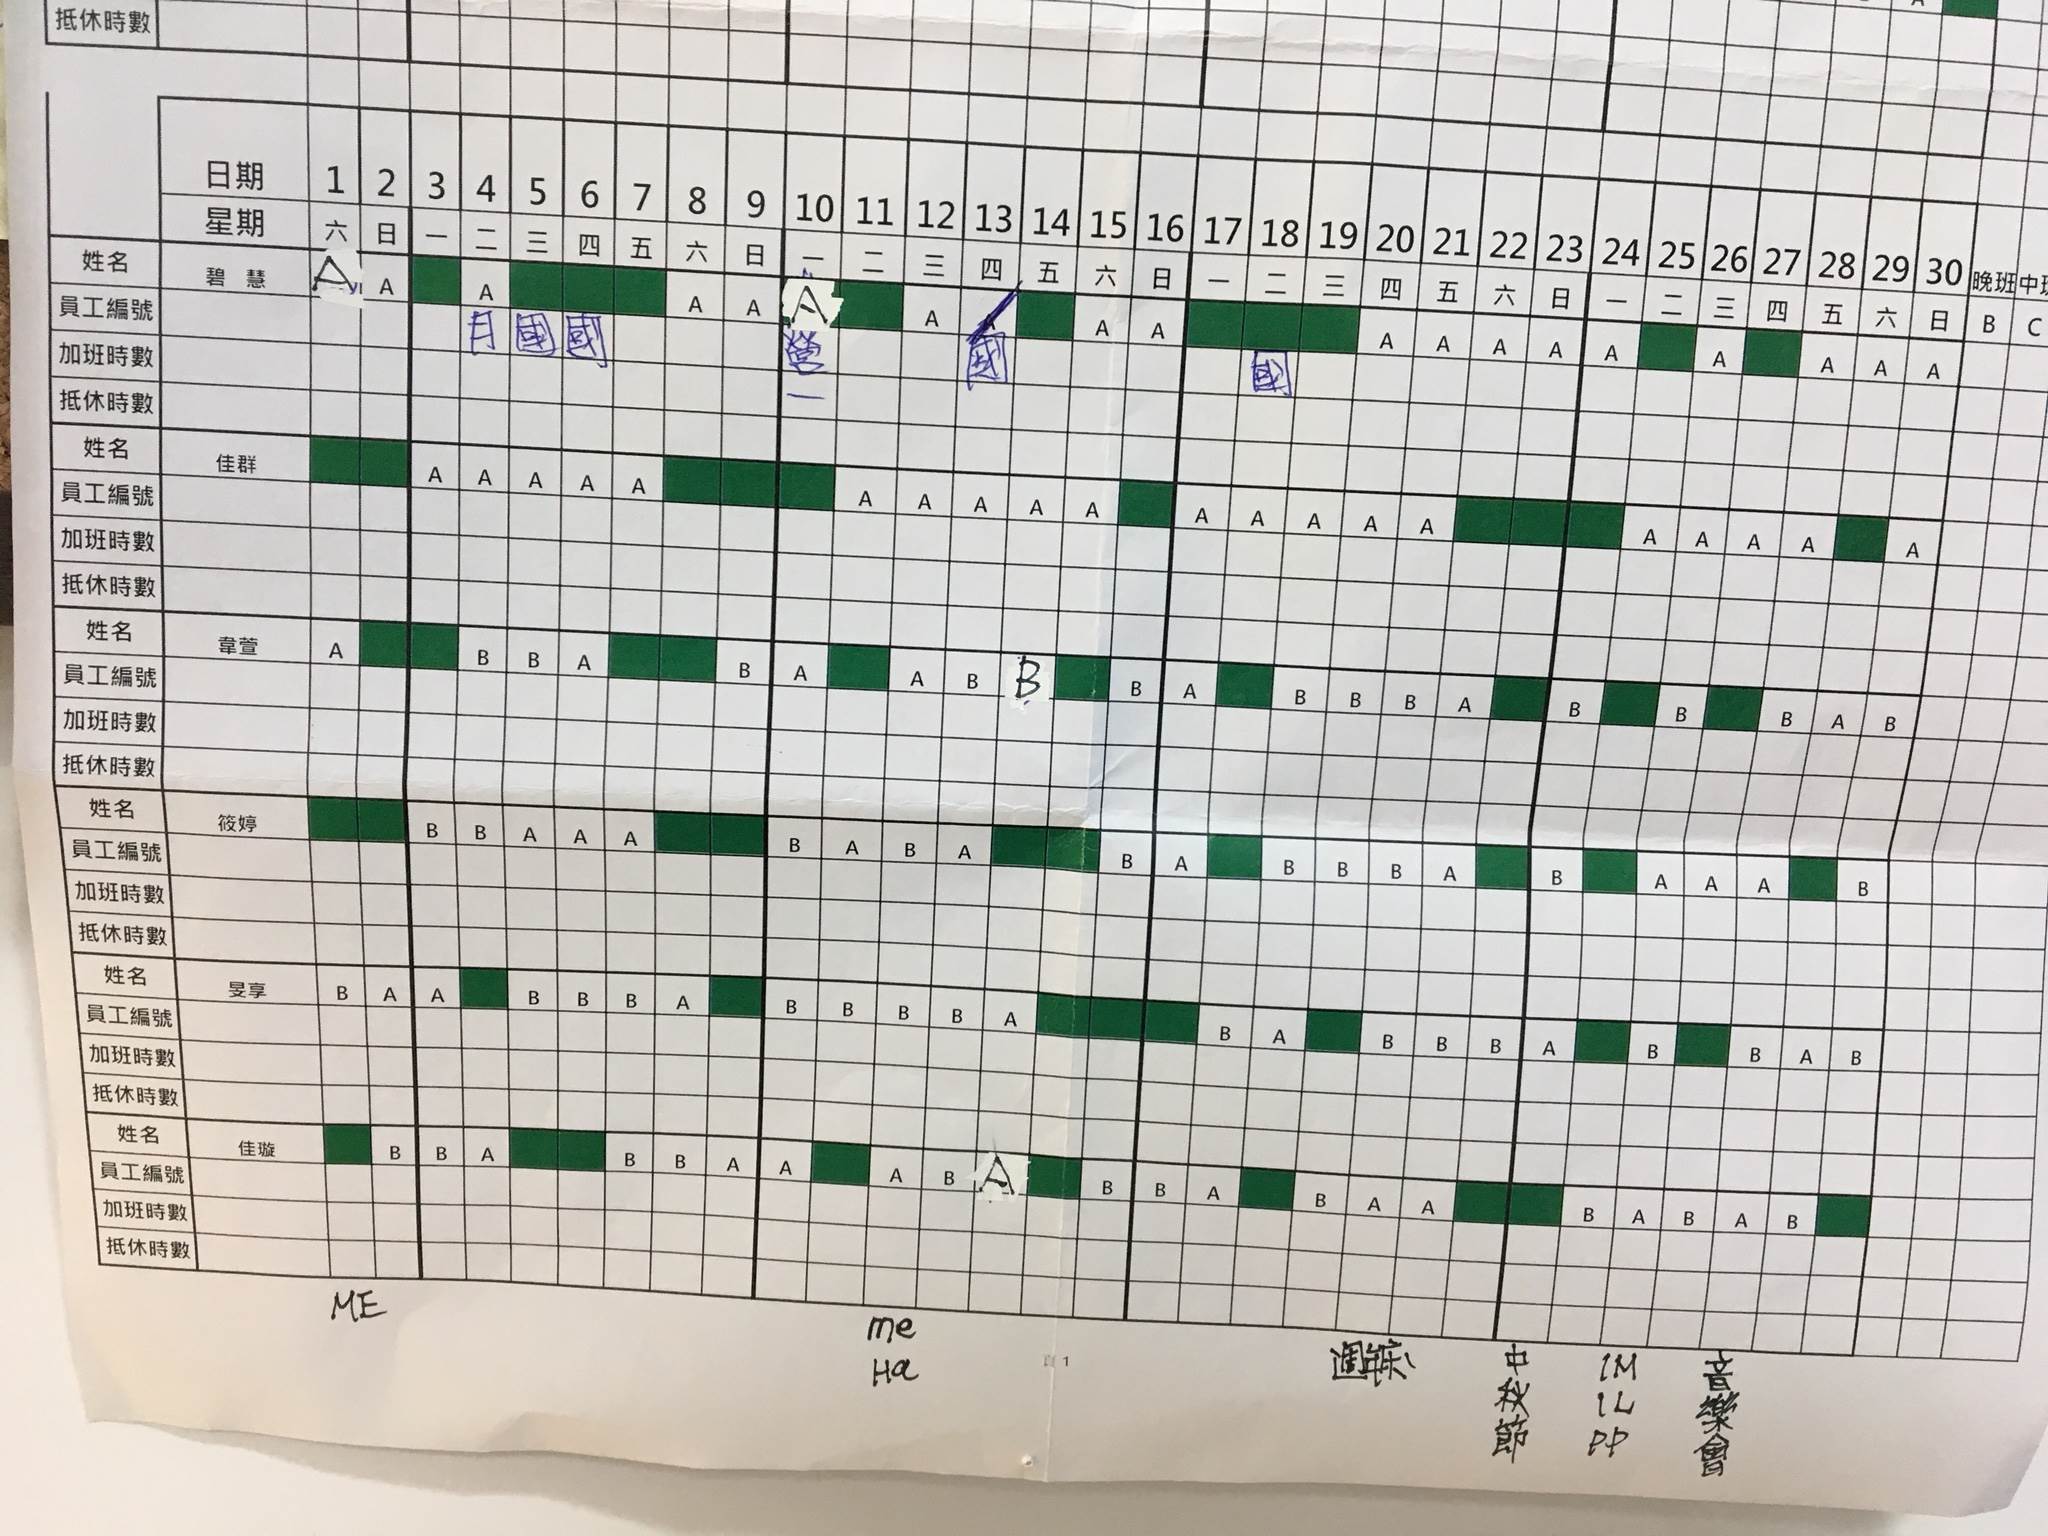 A
抵休時數
日期 1 2 3 4 5 6 7 8 9 10 11 12 13 14 15 16 17 18 19 20 21 22 23 24 25 26 27 28 29 30
星期 六 日 一 二 三 四 五 六 日 一 二 三 四 五 六 日 一 二 三 四 五 六 日 一 二 三 四 五 六 日 晚班 中班
姓名 碧 慧 A A A A A A A A A A A A A A A A A A B C
員工編號 月 國 國 營 國 國
加班時數 一
抵休時數
姓名 佳群 A A A A A A A A A A A A A A A A A A A A
員工編號
加班時數
抵休時數
姓名 韋萱 A B B A B A A B B B A B B B A B B B A B
員工編號
加班時數
抵休時數
姓名 筱婷 B B A A A B A B A B A B B B A B A A A B
員工編號
加班時數
抵休時數
姓名 旻享 B A A B B B A B B B B A B A B B B A B B A B
員工編號
加班時數
抵休時數
姓名 佳璇 B B A B B A A A B A B B A B A A B A B A B
員工編號
加班時數
抵休時數
ME
me
Ha
1
中秋節
1M
1L
PP
音樂會